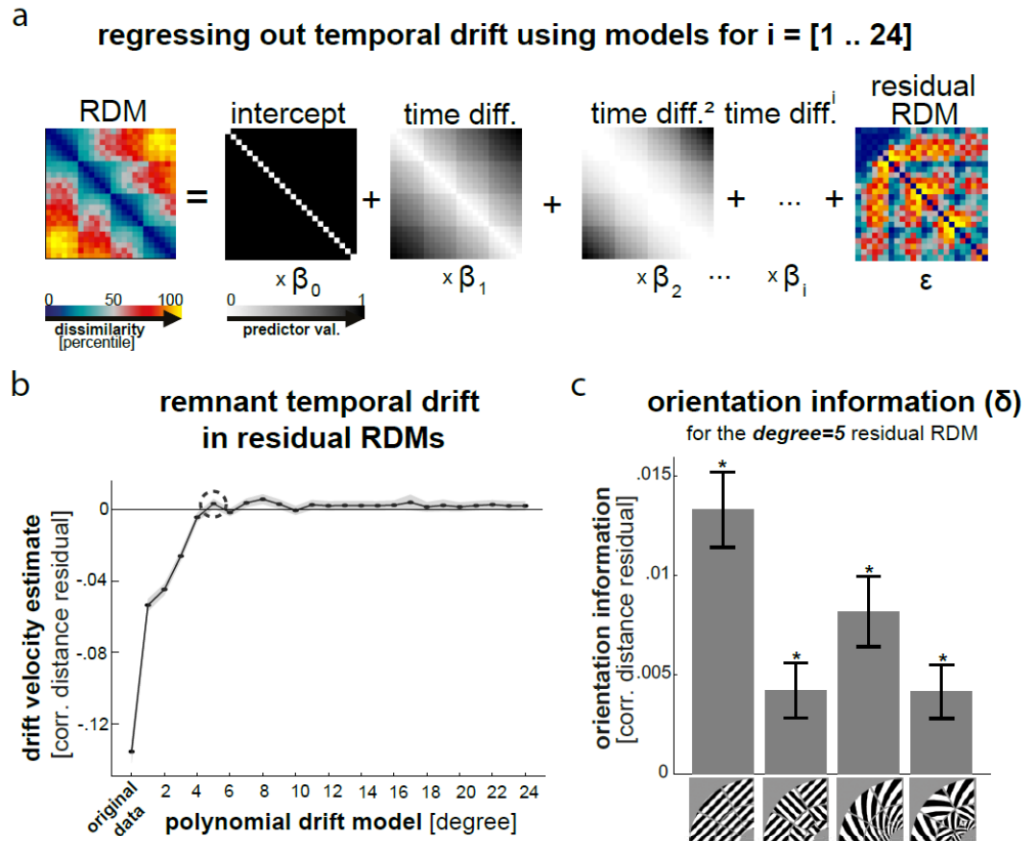 a
regressing out temporal drift using models for i = [1 .. 24]
RDM
intercept
time diff.
time diff.²
time diff.ⁱ
residual
RDM
=
+
+
+
...
+
× β₀
× β₁
× β₂
...
× βᵢ
ε
0 50 100
dissimilarity
[percentile]
0 1
predictor val.
b
remnant temporal drift
in residual RDMs
drift velocity estimate
[corr. distance residual]
0
-.04
-.08
-.12
original
data
2 4 6 8 10 12 14 16 18 20 22 24
polynomial drift model [degree]
c
orientation information (δ)
for the degree=5 residual RDM
orientation information
[corr. distance residual]
.015
.01
.005
0
*
*
*
*